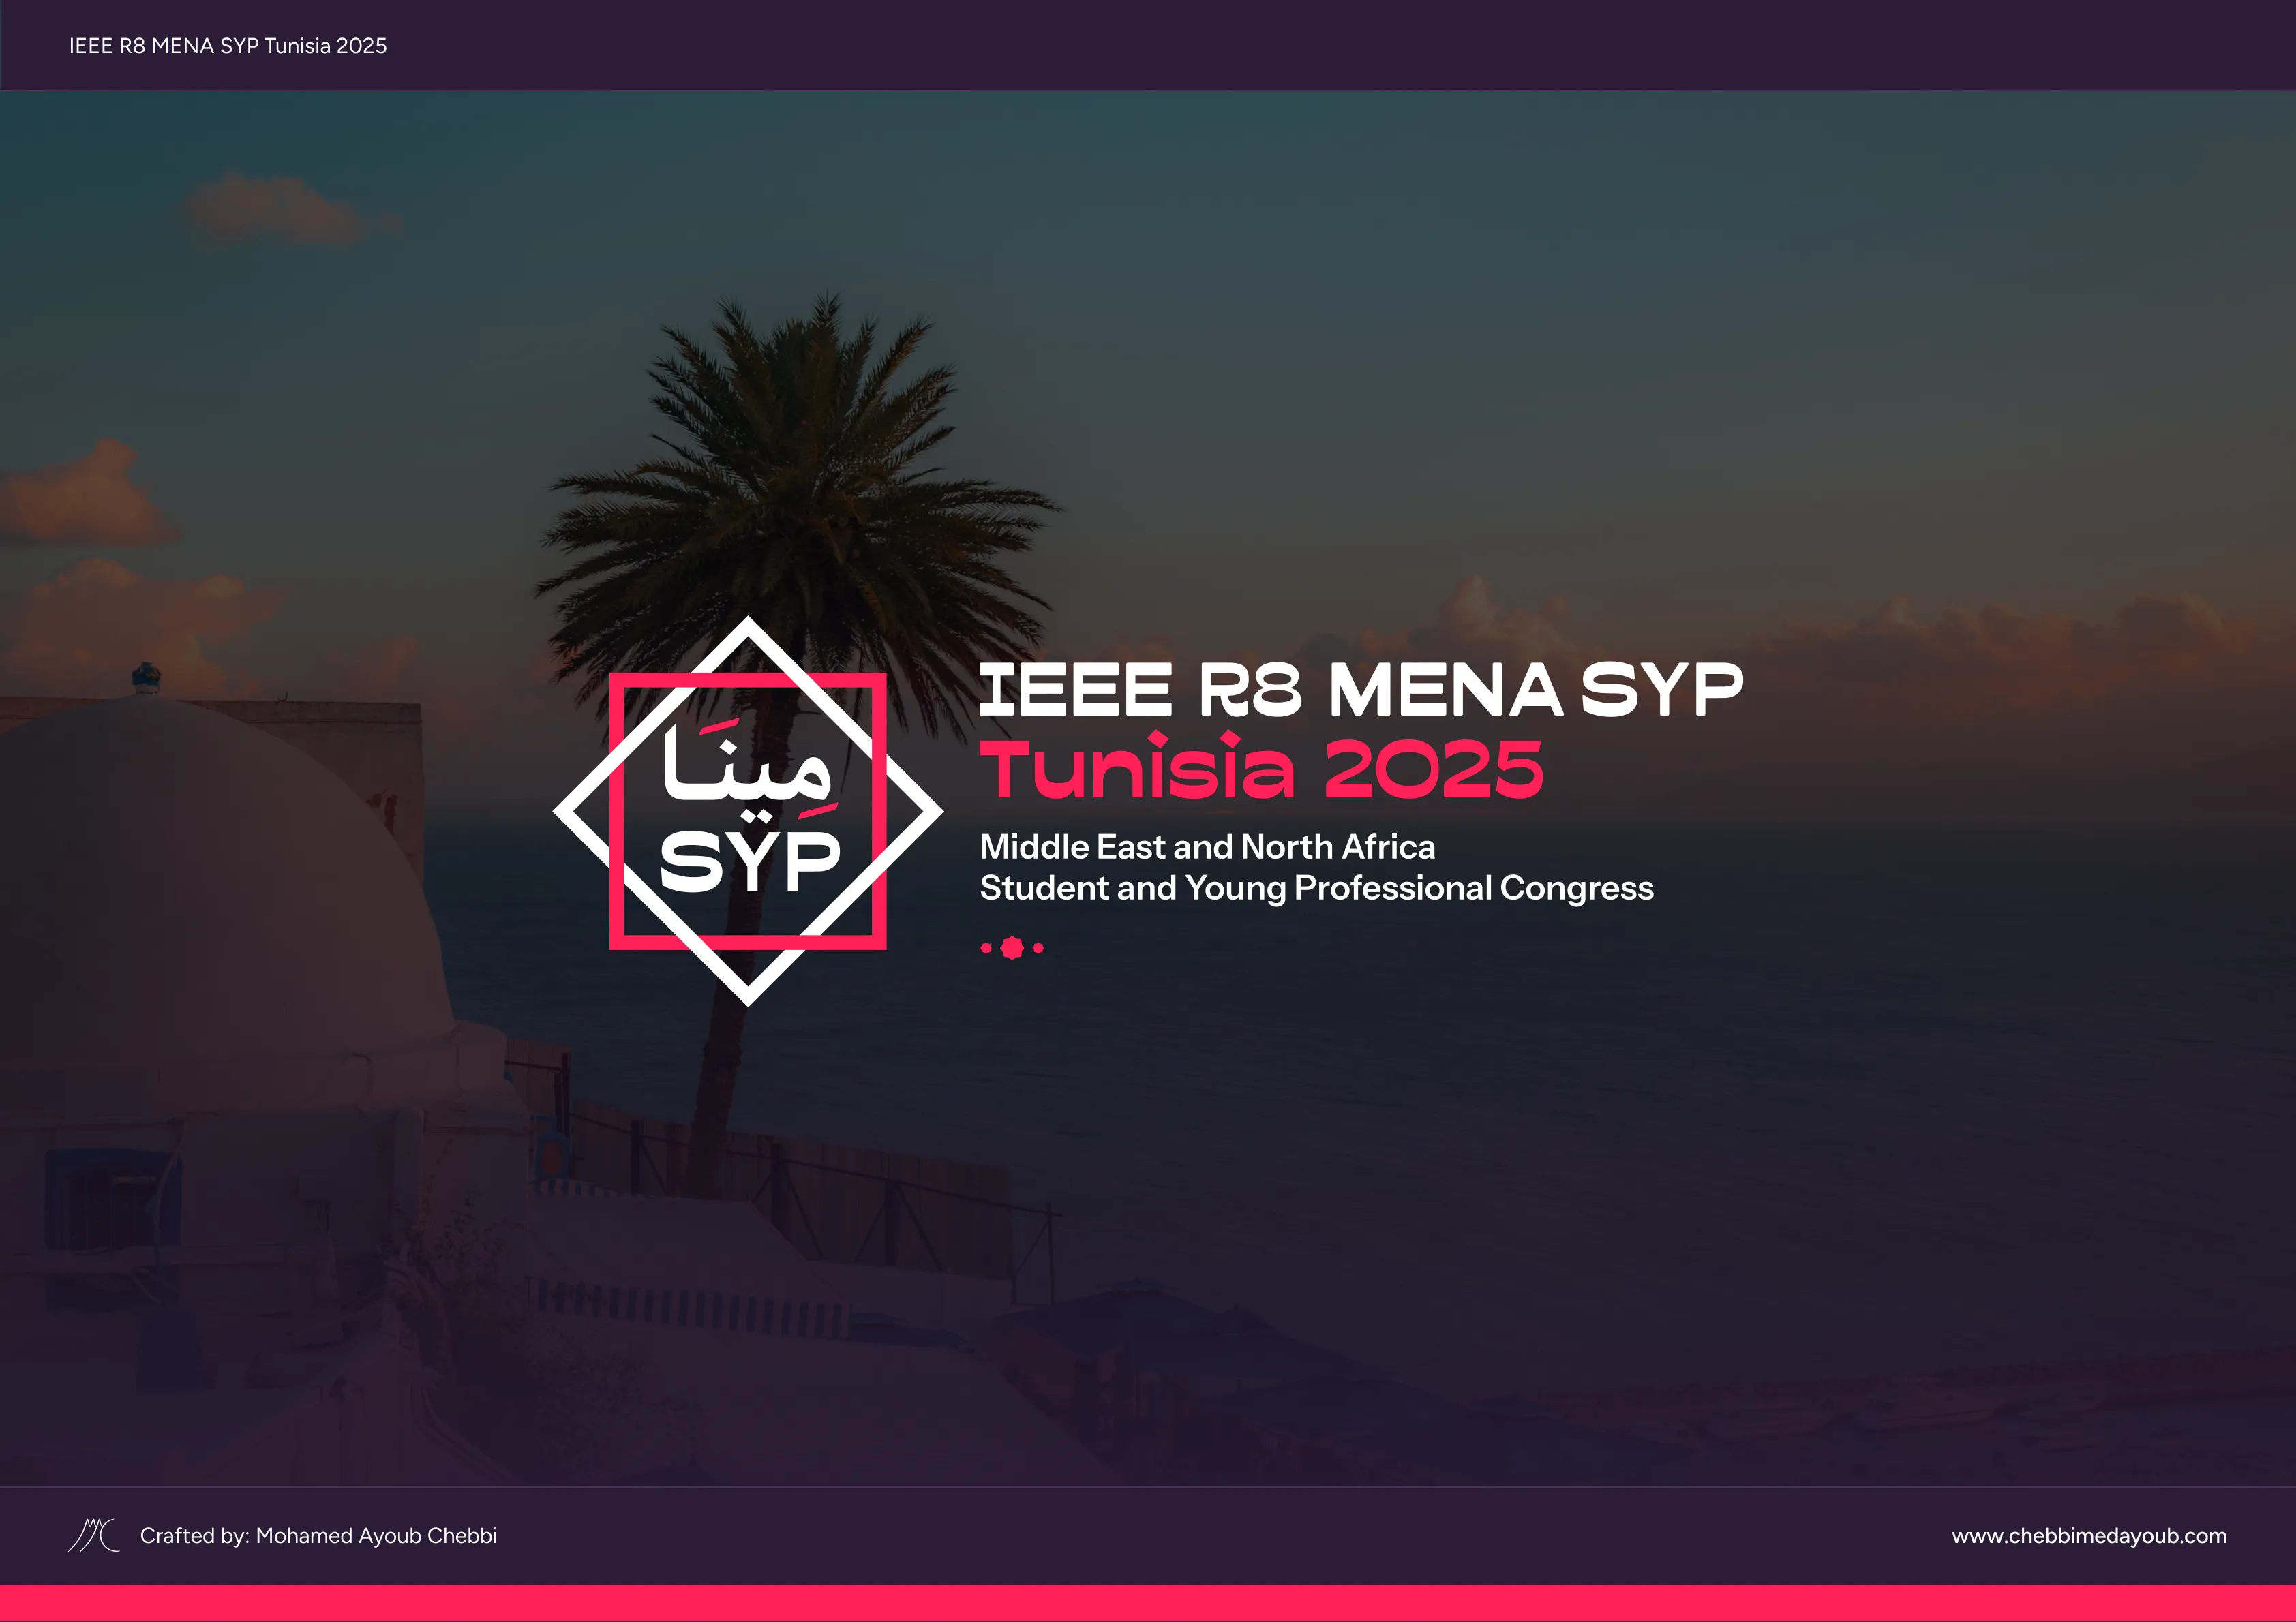 IEEE R8 MENA SYP Tunisia 2025
مِينَا
SYP
IEEE R8 MENA SYP
Tunisia 2025
Middle East and North Africa
Student and Young Professional Congress
Crafted by: Mohamed Ayoub Chebbi
www.chebbimedayoub.com